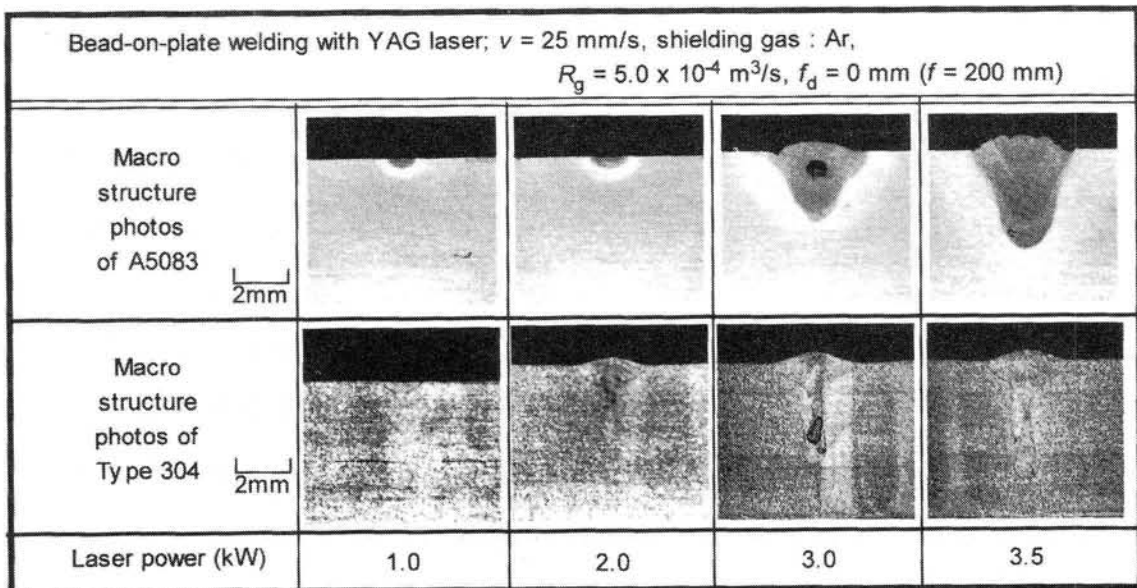 Bead-on-plate welding with YAG laser; v = 25 mm/s, shielding gas : Ar,
R_g = 5.0 x 10⁻⁴ m³/s, f_d = 0 mm (f = 200 mm)
Macro
structure
photos
of A5083
2mm
Macro
structure
photos of
Type 304
2mm
Laser power (kW) 1.0 2.0 3.0 3.5